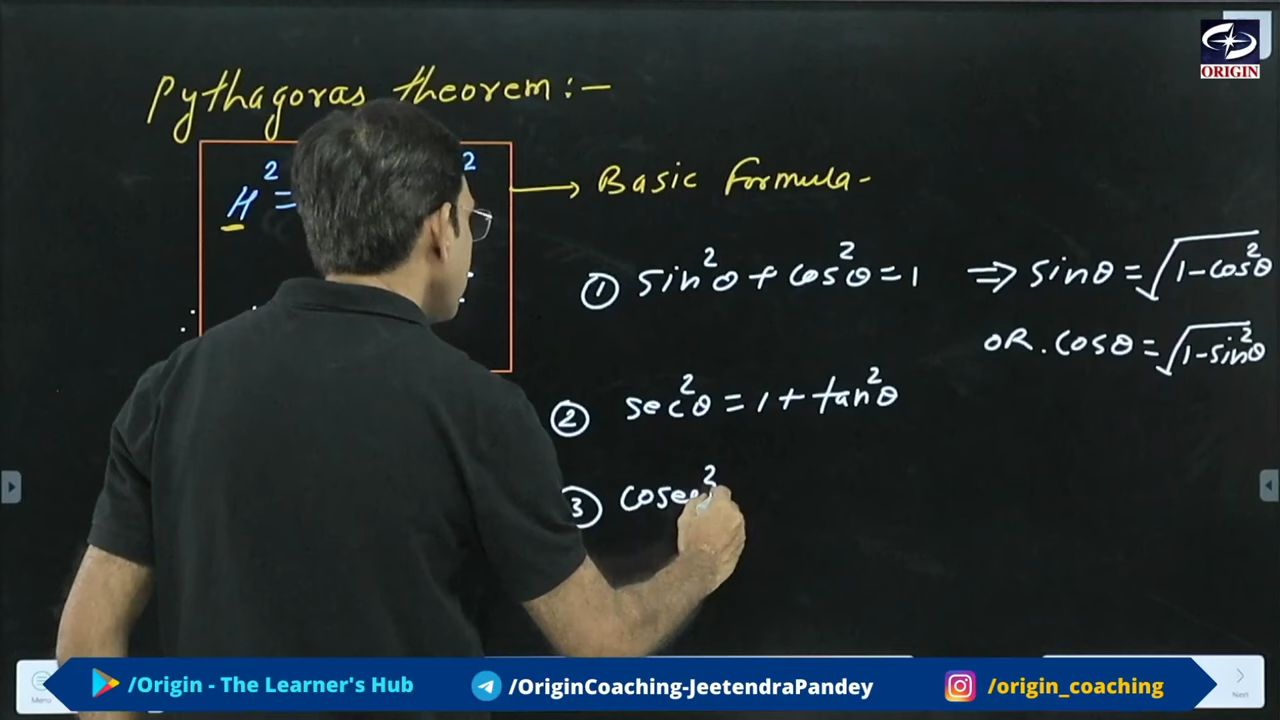 ORIGIN
Pythagoras theorem:-
H² = ²
→ Basic Formula-
① sin²θ + cos²θ = 1 ⇒ sinθ = √1-cos²θ
OR. cosθ = √1-sin²θ
② sec²θ = 1 + tan²θ
③ cosec²
Menu
/Origin - The Learner's Hub
/OriginCoaching-JeetendraPandey
/origin_coaching